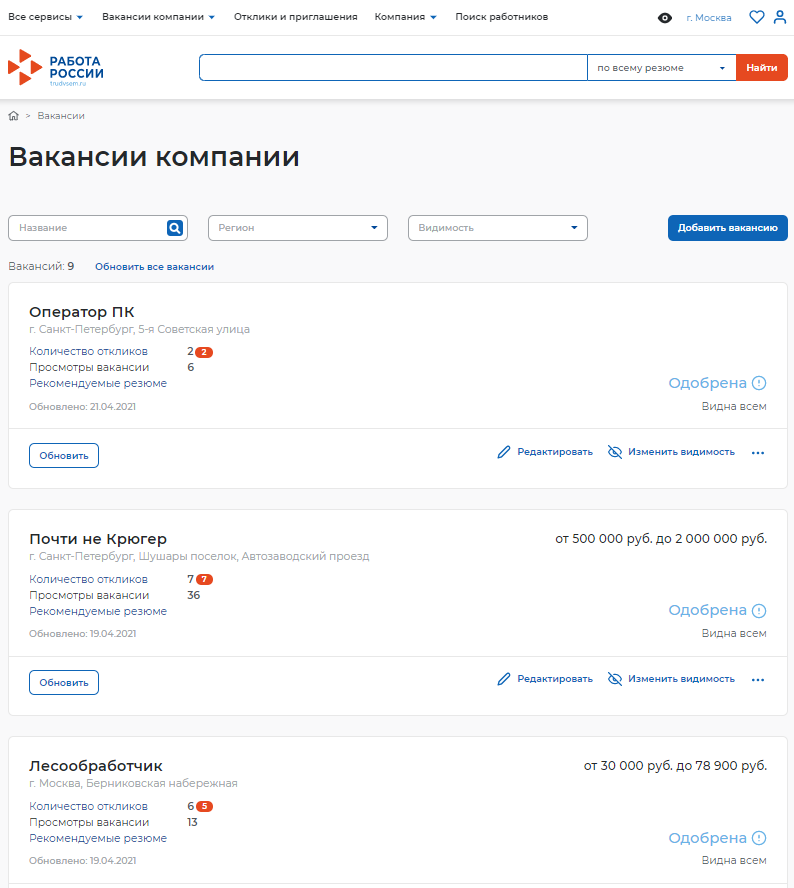 Все сервисы Вакансии компании Отклики и приглашения Компания Поиск работников г. Москва
РАБОТА
РОССИИ
trudvsem.ru
по всему резюме Найти
> Вакансии
Вакансии компании
Название Регион Видимость Добавить вакансию
Вакансий: 9 Обновить все вакансии
Оператор ПК
г. Санкт-Петербург, 5-я Советская улица
Количество откликов 2 2
Просмотры вакансии 6
Рекомендуемые резюме
Одобрена
Обновлено: 21.04.2021 Видна всем
Обновить Редактировать Изменить видимость ...
Почти не Крюгер от 500 000 руб. до 2 000 000 руб.
г. Санкт-Петербург, Шушары поселок, Автозаводский проезд
Количество откликов 7 7
Просмотры вакансии 36
Рекомендуемые резюме
Одобрена
Обновлено: 19.04.2021 Видна всем
Обновить Редактировать Изменить видимость ...
Лесообработчик от 30 000 руб. до 78 900 руб.
г. Москва, Берниковская набережная
Количество откликов 6 5
Просмотры вакансии 13
Рекомендуемые резюме
Одобрена
Обновлено: 19.04.2021 Видна всем